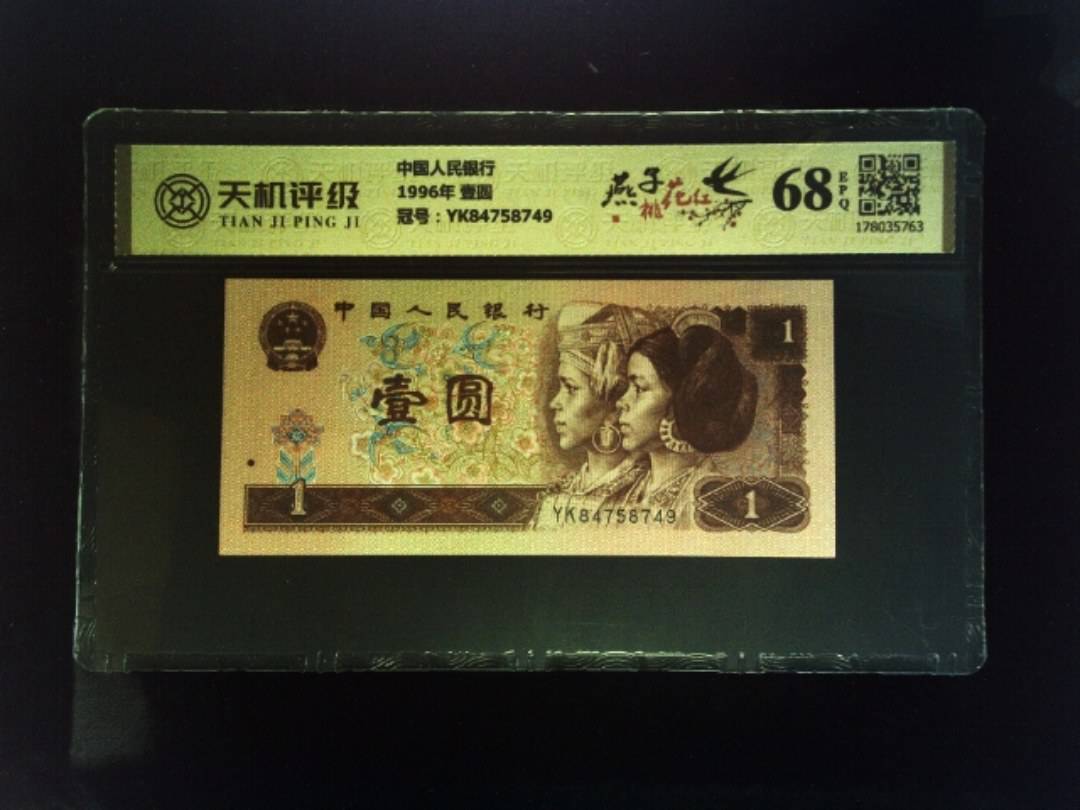 天机评级
TIAN JI PING JI
中国人民银行
1996年 壹圆
冠号：YK84758749
燕子
桃花红
68
EPQ
178035763
中国人民银行
1
壹圆
1
YK84758749
1